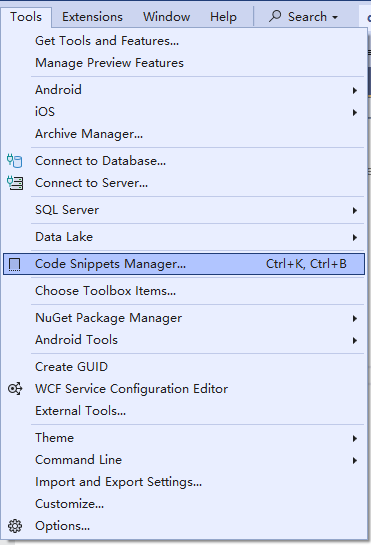 Tools Extensions Window Help Search
Get Tools and Features...
Manage Preview Features
Android
iOS
Archive Manager...
Connect to Database...
Connect to Server...
SQL Server
Data Lake
Code Snippets Manager... Ctrl+K, Ctrl+B
Choose Toolbox Items...
NuGet Package Manager
Android Tools
Create GUID
WCF Service Configuration Editor
External Tools...
Theme
Command Line
Import and Export Settings...
Customize...
Options...